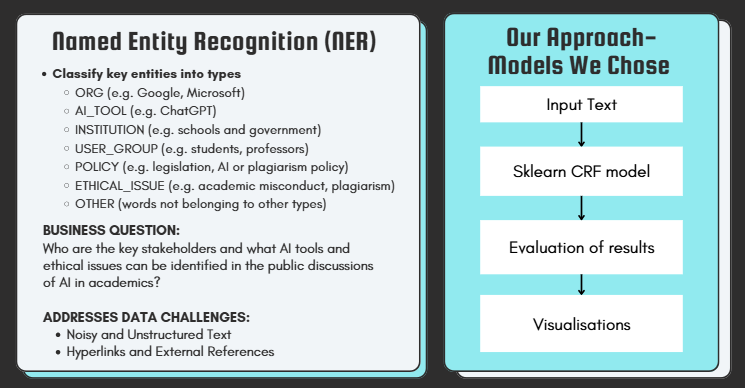 Named Entity Recognition (NER)
• Classify key entities into types
◦ ORG (e.g. Google, Microsoft)
◦ AI_TOOL (e.g. ChatGPT)
◦ INSTITUTION (e.g. schools and government)
◦ USER_GROUP (e.g. students, professors)
◦ POLICY (e.g. legislation, AI or plagiarism policy)
◦ ETHICAL_ISSUE (e.g. academic misconduct, plagiarism)
◦ OTHER (words not belonging to other types)
BUSINESS QUESTION:
Who are the key stakeholders and what AI tools and
ethical issues can be identified in the public discussions
of AI in academics?
ADDRESSES DATA CHALLENGES:
• Noisy and Unstructured Text
• Hyperlinks and External References
Our Approach-
Models We Chose
Input Text
Sklearn CRF model
Evaluation of results
Visualisations